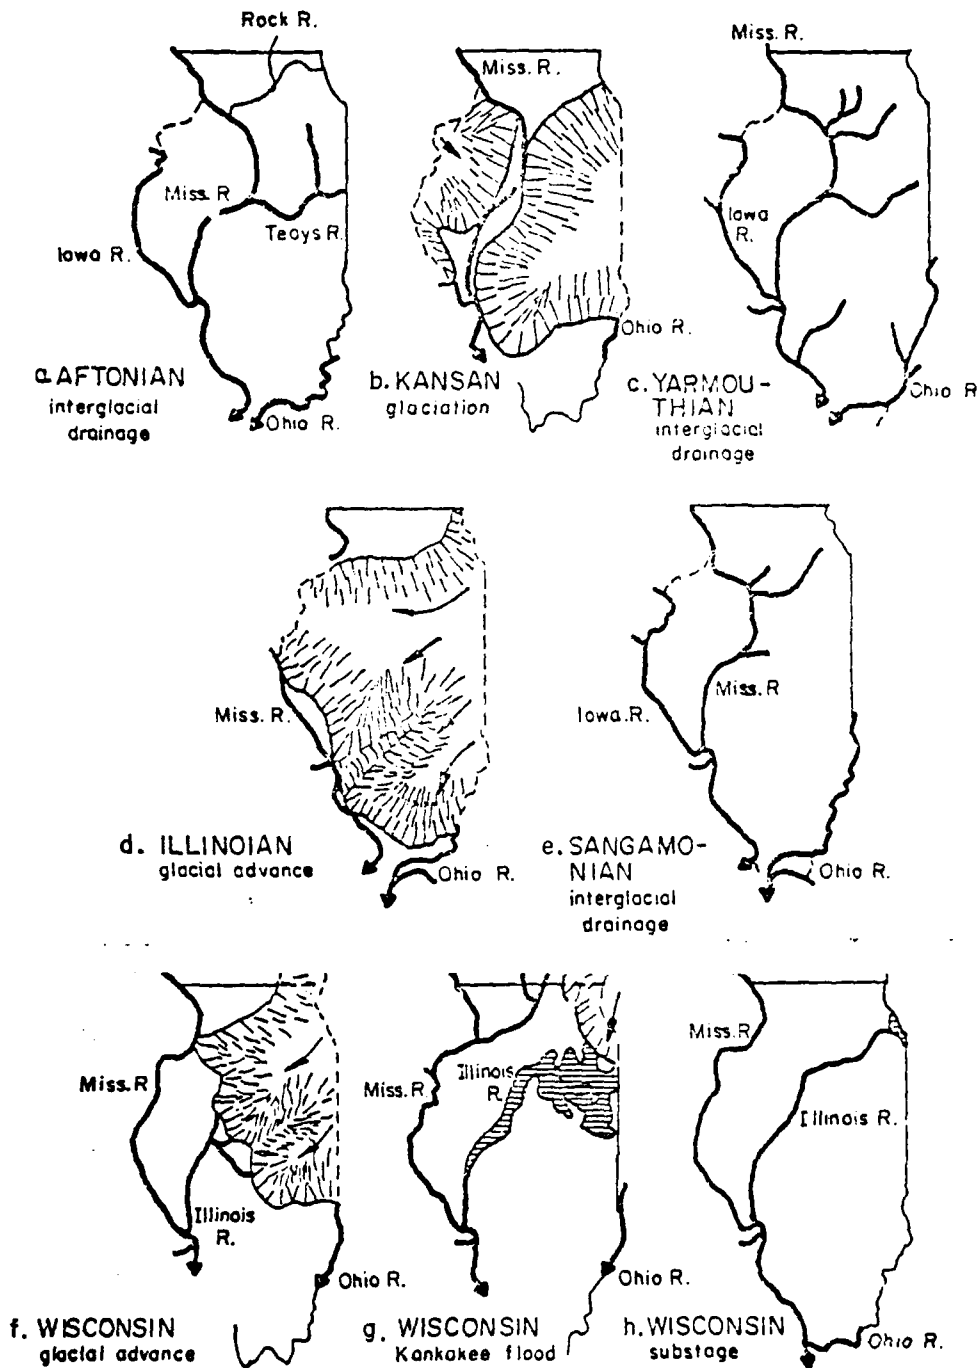 Rock R.
Miss. R
Teays R.
Iowa R.
Ohio R.
a. AFTONIAN
interglacial
drainage
Miss. R.
Ohio R.
b. KANSAN
glaciation
Miss. R.
Iowa
R.
Ohio R
c. YARMOU-
THIAN
interglacial
drainage
Miss. R.
Ohio R.
d. ILLINOIAN
glacial advance
Miss. R
Iowa. R.
Ohio R.
e. SANGAMO-
NIAN
interglacial
drainage
Miss. R
Illinois
R.
Ohio R.
f. WISCONSIN
glacial advance
Miss. R
Illinois
R.
Ohio R.
g. WISCONSIN
Kankakee flood
Miss. R
Illinois R.
Ohio R.
h. WISCONSIN
substage